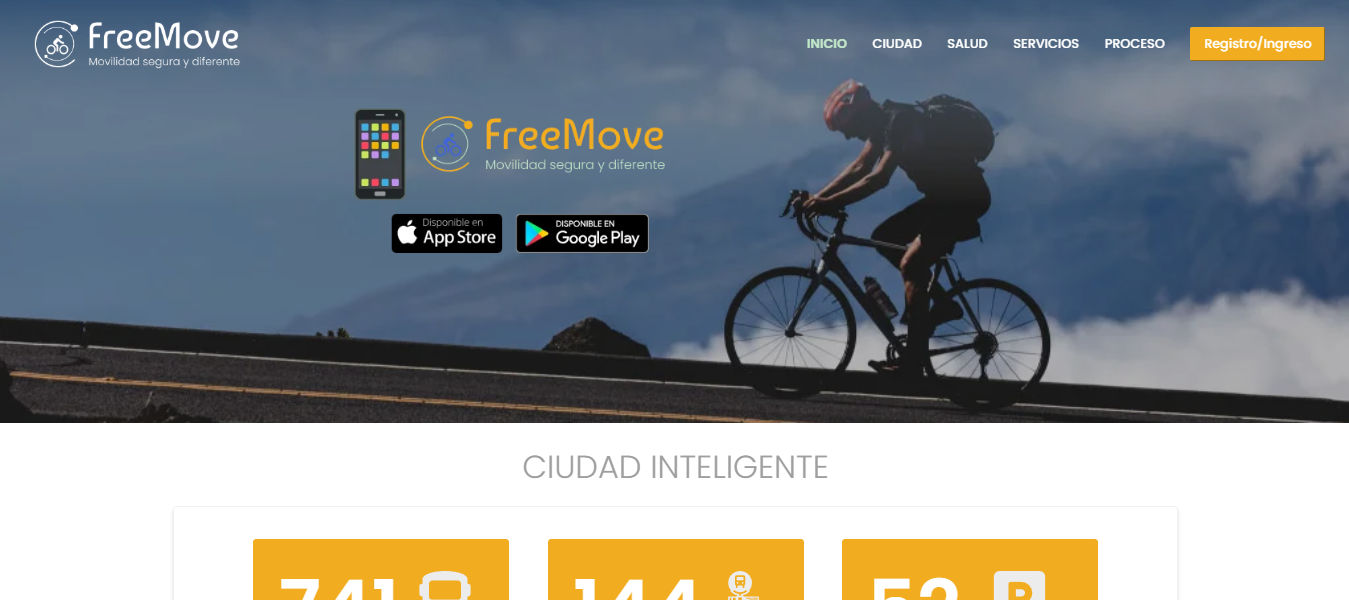 FreeMove
Movilidad segura y diferente
INICIO CIUDAD SALUD SERVICIOS PROCESO Registro/Ingreso
FreeMove
Movilidad segura y diferente
Disponible en
App Store
DISPONIBLE EN
Google Play
CIUDAD INTELIGENTE
741 144 52 P